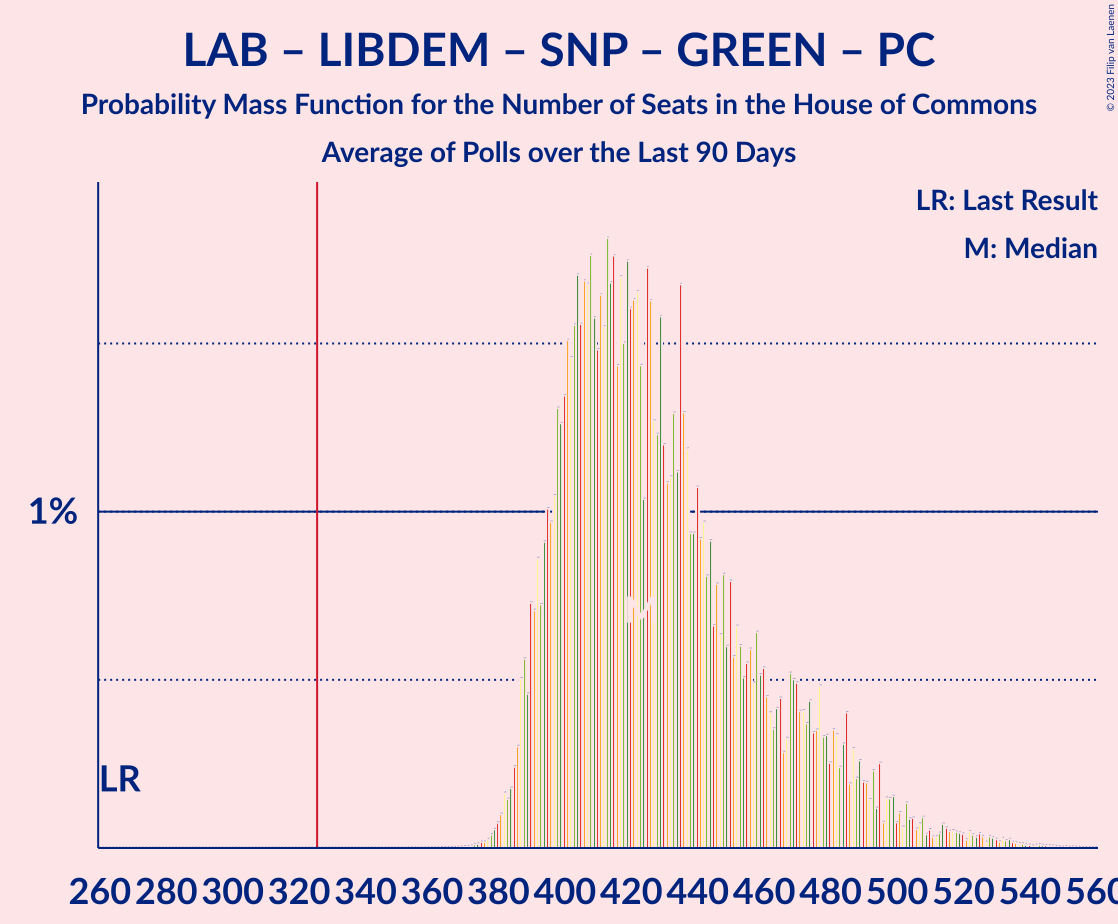 LAB – LIBDEM – SNP – GREEN – PC
Probability Mass Function for the Number of Seats in the House of Commons
Average of Polls over the Last 90 Days
© 2023 Filip van Laenen
LR: Last Result
M: Median
1%
LR
260 280 300 320 340 360 380 400 420 440 460 480 500 520 540 560